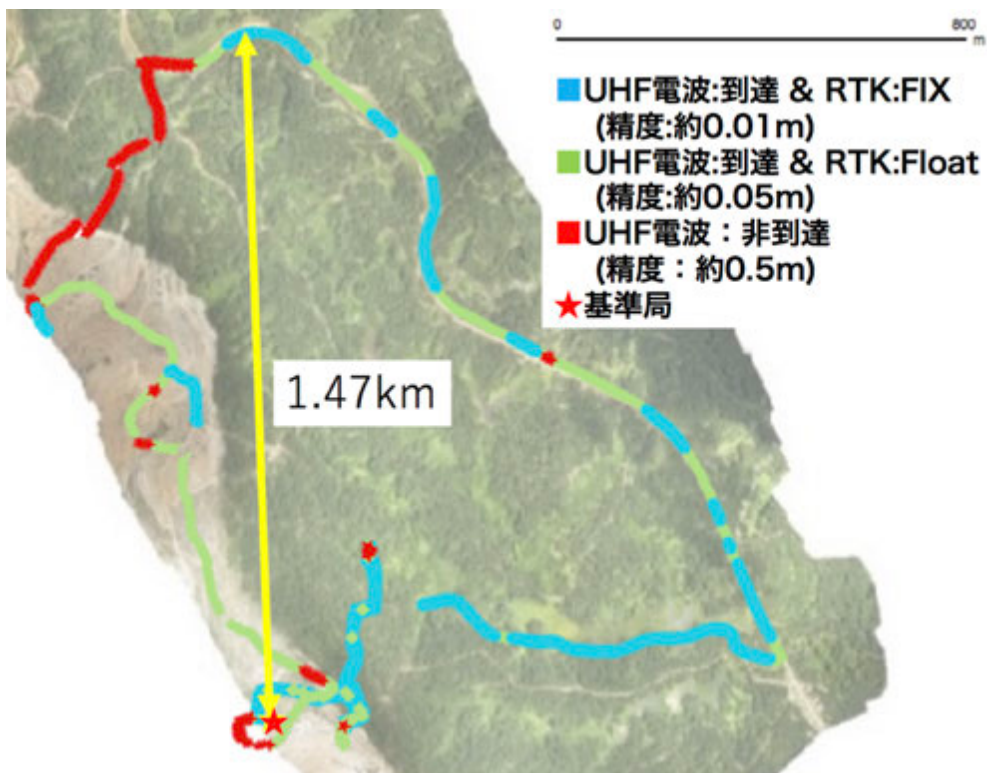 0 800
m
■UHF電波:到達 & RTK:FIX
(精度:約0.01m)
■UHF電波:到達 & RTK:Float
(精度:約0.05m)
■UHF電波：非到達
(精度：約0.5m)
★基準局
1.47km